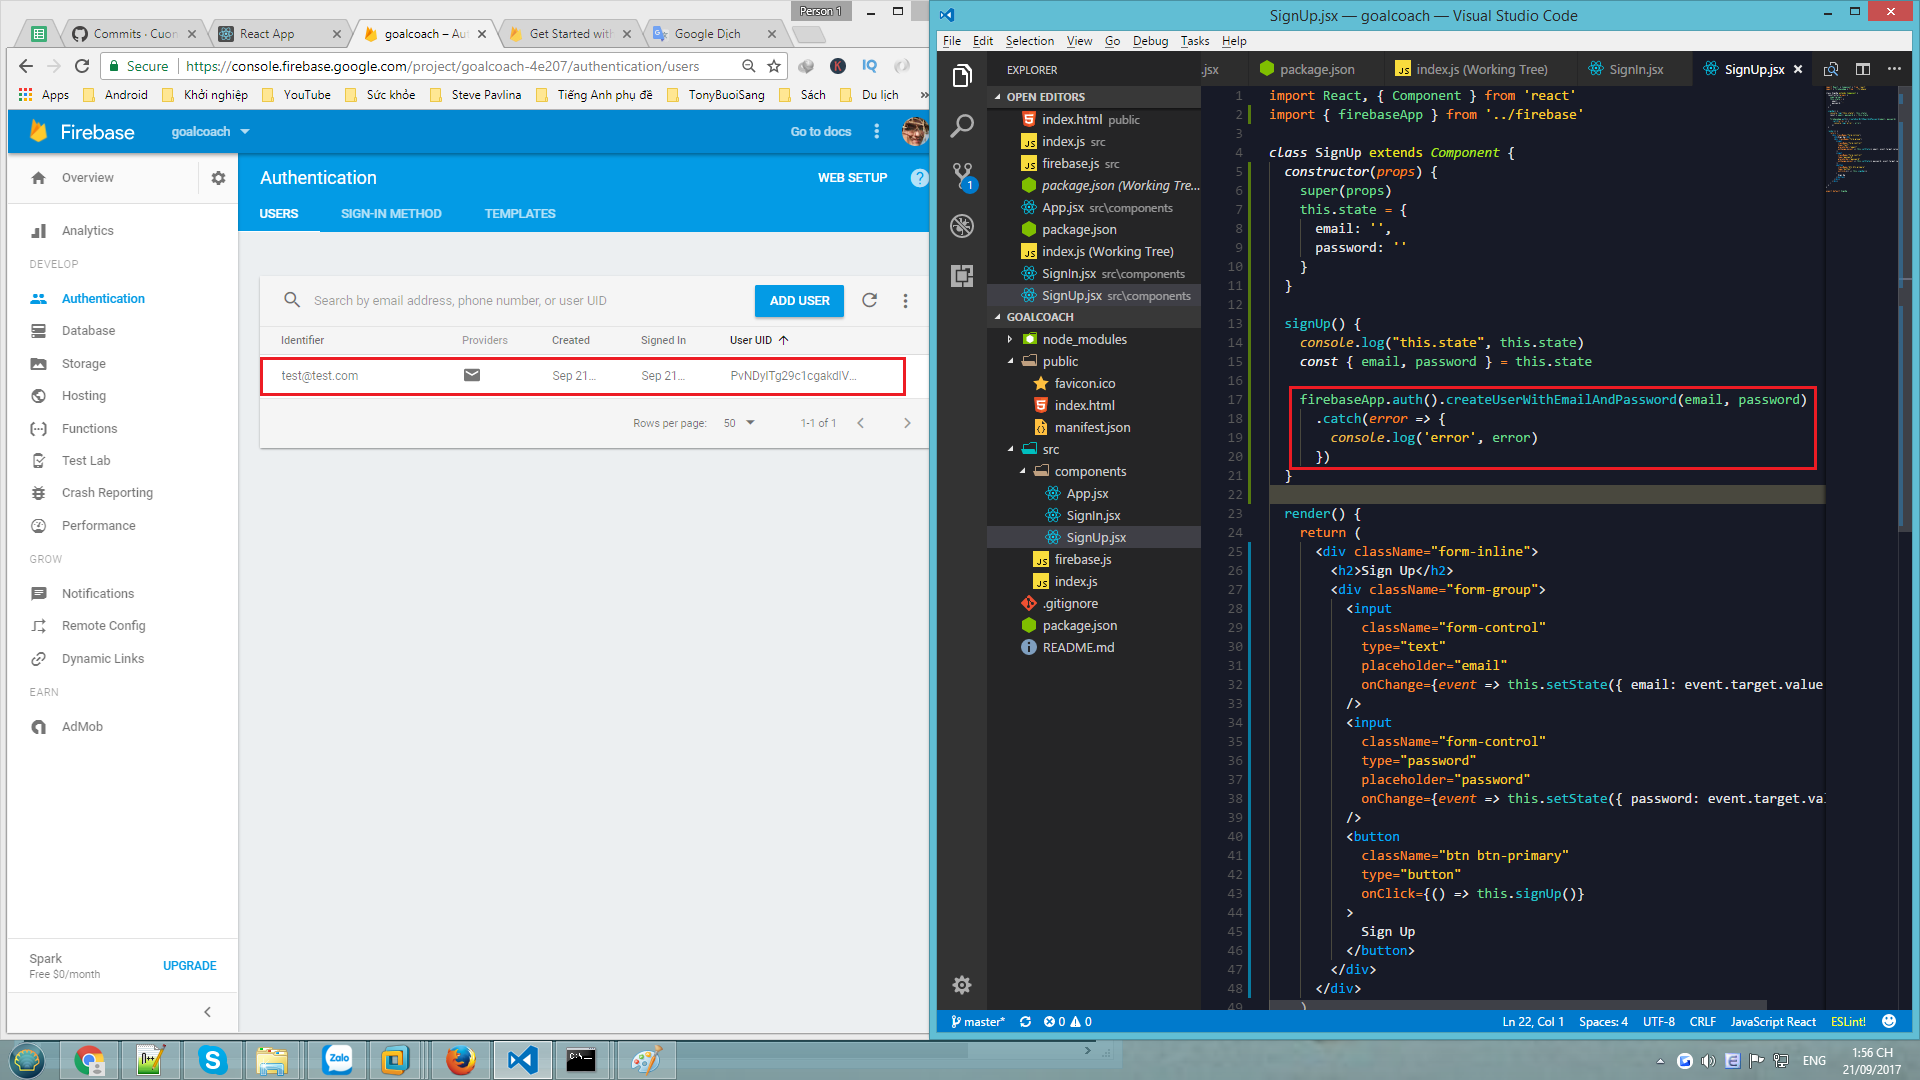 Person 1
Commits · Cuon
React App
goalcoach – Aut
Get Started with
Google Dịch
Secure
https://console.firebase.google.com/project/goalcoach-4e207/authentication/users
Apps
Android
Khởi nghiệp
YouTube
Sức khỏe
Steve Pavlina
Tiếng Anh phụ đề
TonyBuoiSang
Sách
Du lịch
»
Firebase
goalcoach
Go to docs
Overview
Analytics
DEVELOP
Authentication
Database
Storage
Hosting
Functions
Test Lab
Crash Reporting
Performance
GROW
Notifications
Remote Config
Dynamic Links
EARN
AdMob
Spark
Free $0/month
UPGRADE
Authentication
WEB SETUP
?
USERS
SIGN-IN METHOD
TEMPLATES
Search by email address, phone number, or user UID
ADD USER
Identifier
Providers
Created
Signed In
User UID
test@test.com
Sep 21...
Sep 21...
Rows per page:
50
1-1 of 1
SignUp.jsx — goalcoach — Visual Studio Code
File Edit Selection View Go Debug Tasks Help
EXPLORER
OPEN EDITORS
index.html public
index.js src
firebase.js src
package.json (Working Tre...
App.jsx src\components
package.json
index.js (Working Tree)
SignIn.jsx src\components
SignUp.jsx src\components
GOALCOACH
node_modules
public
favicon.ico
index.html
manifest.json
src
components
App.jsx
SignIn.jsx
SignUp.jsx
firebase.js
index.js
.gitignore
package.json
README.md
1
.jsx
package.json
index.js (Working Tree)
SignIn.jsx
SignUp.jsx
1 import React, { Component } from 'react'
2 import { firebaseApp } from '../firebase'
3
4 class SignUp extends Component {
5 constructor(props) {
6 super(props)
7 this.state = {
8 email: '',
9 password: ''
10 }
11 }
12
13 signUp() {
14 console.log("this.state", this.state)
15 const { email, password } = this.state
16
17 firebaseApp.auth().createUserWithEmailAndPassword(email, password)
18 .catch(error => {
19 console.log('error', error)
20 })
21 }
22
23 render() {
24 return (
25 <div className="form-inline">
26 <h2>Sign Up</h2>
27 <div className="form-group">
28 <input
29 className="form-control"
30 type="text"
31 placeholder="email"
32 onChange={event => this.setState({ email: event.target.value
33 />
34 <input
35 className="form-control"
36 type="password"
37 placeholder="password"
38 onChange={event => this.setState({ password: event.target.va
39 />
40 <button
41 className="btn btn-primary"
42 type="button"
43 onClick={() => this.signUp()}
44 >
45 Sign Up
46 </button>
47 </div>
48 </div>
49 )
master*
0
0
Ln 22, Col 1
Spaces: 4
UTF-8
CRLF
JavaScript React
ESLint!
Zalo
ENG
1:56 CH
21/09/2017